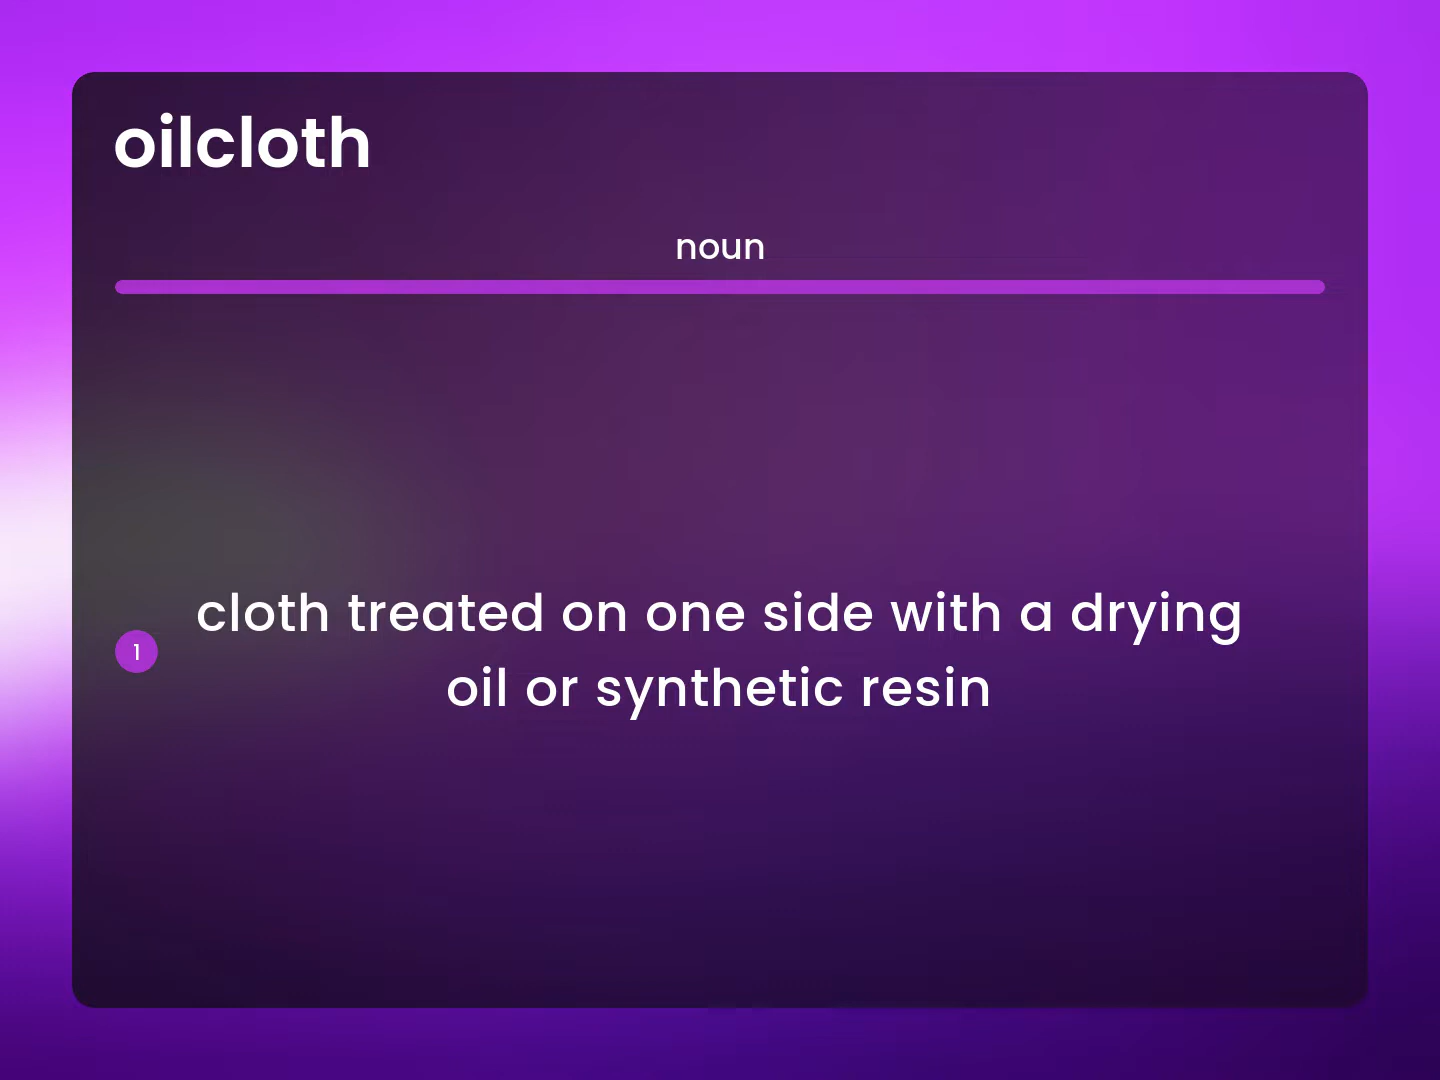 oilcloth
noun
1
cloth treated on one side with a drying
oil or synthetic resin